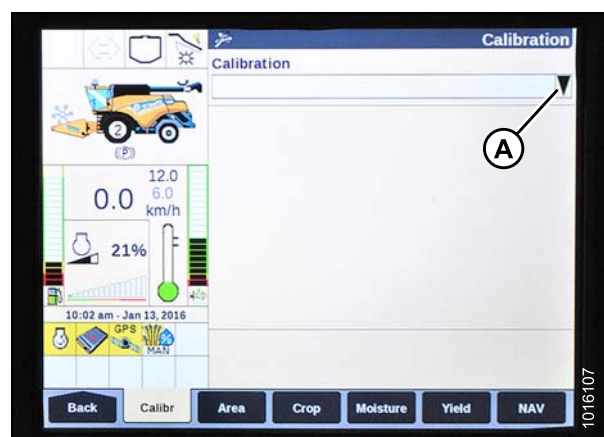 Calibration
Calibration
A
2
(P)
12.0
0.0 6.0
km/h
21%
10:02 am - Jan 13, 2016
GPS
MAN
Back Calibr Area Crop Moisture Yield NAV
1016107